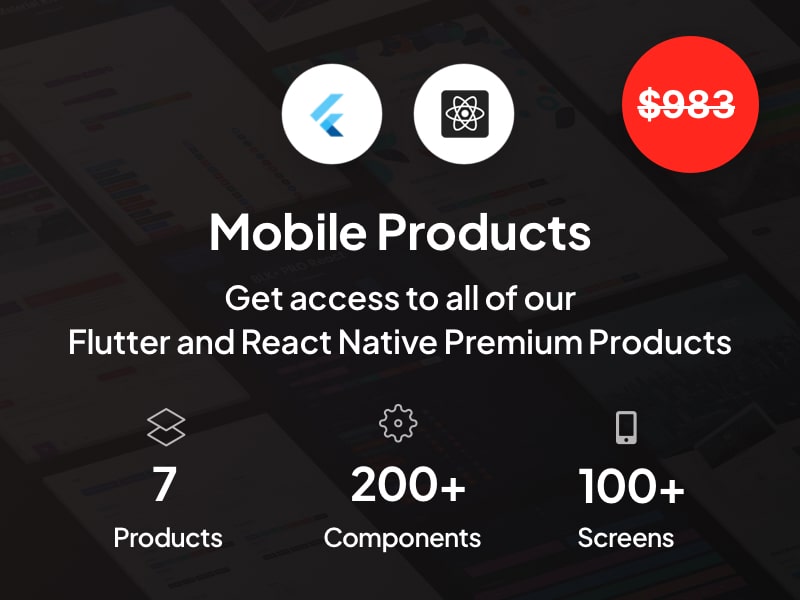 $983
Mobile Products
Get access to all of our
Flutter and React Native Premium Products
7
200+
100+
Products
Components
Screens